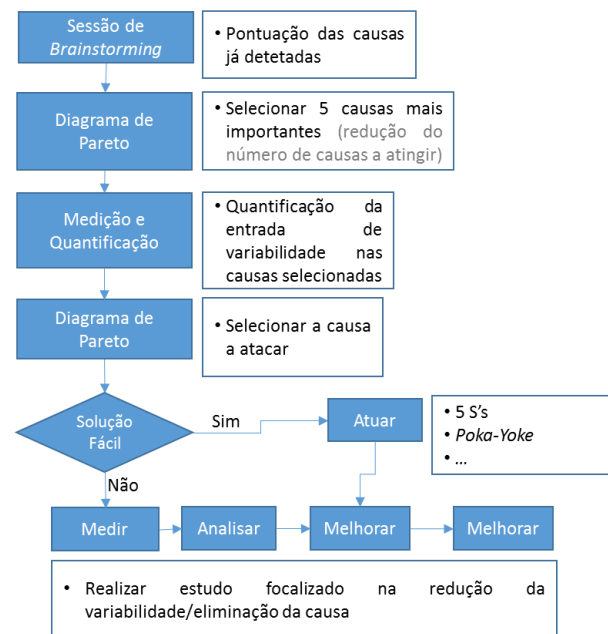 Sessão de
Brainstorming
• Pontuação das causas
já detetadas
Diagrama de
Pareto
• Selecionar 5 causas mais
importantes (redução do
número de causas a atingir)
Medição e
Quantificação
• Quantificação da
entrada de
variabilidade nas
causas selecionadas
Diagrama de
Pareto
• Selecionar a causa
a atacar
Solução
Fácil
Sim
Atuar
• 5 S's
• Poka-Yoke
• ...
Não
Medir
Analisar
Melhorar
Melhorar
• Realizar estudo focalizado na redução da
variabilidade/eliminação da causa